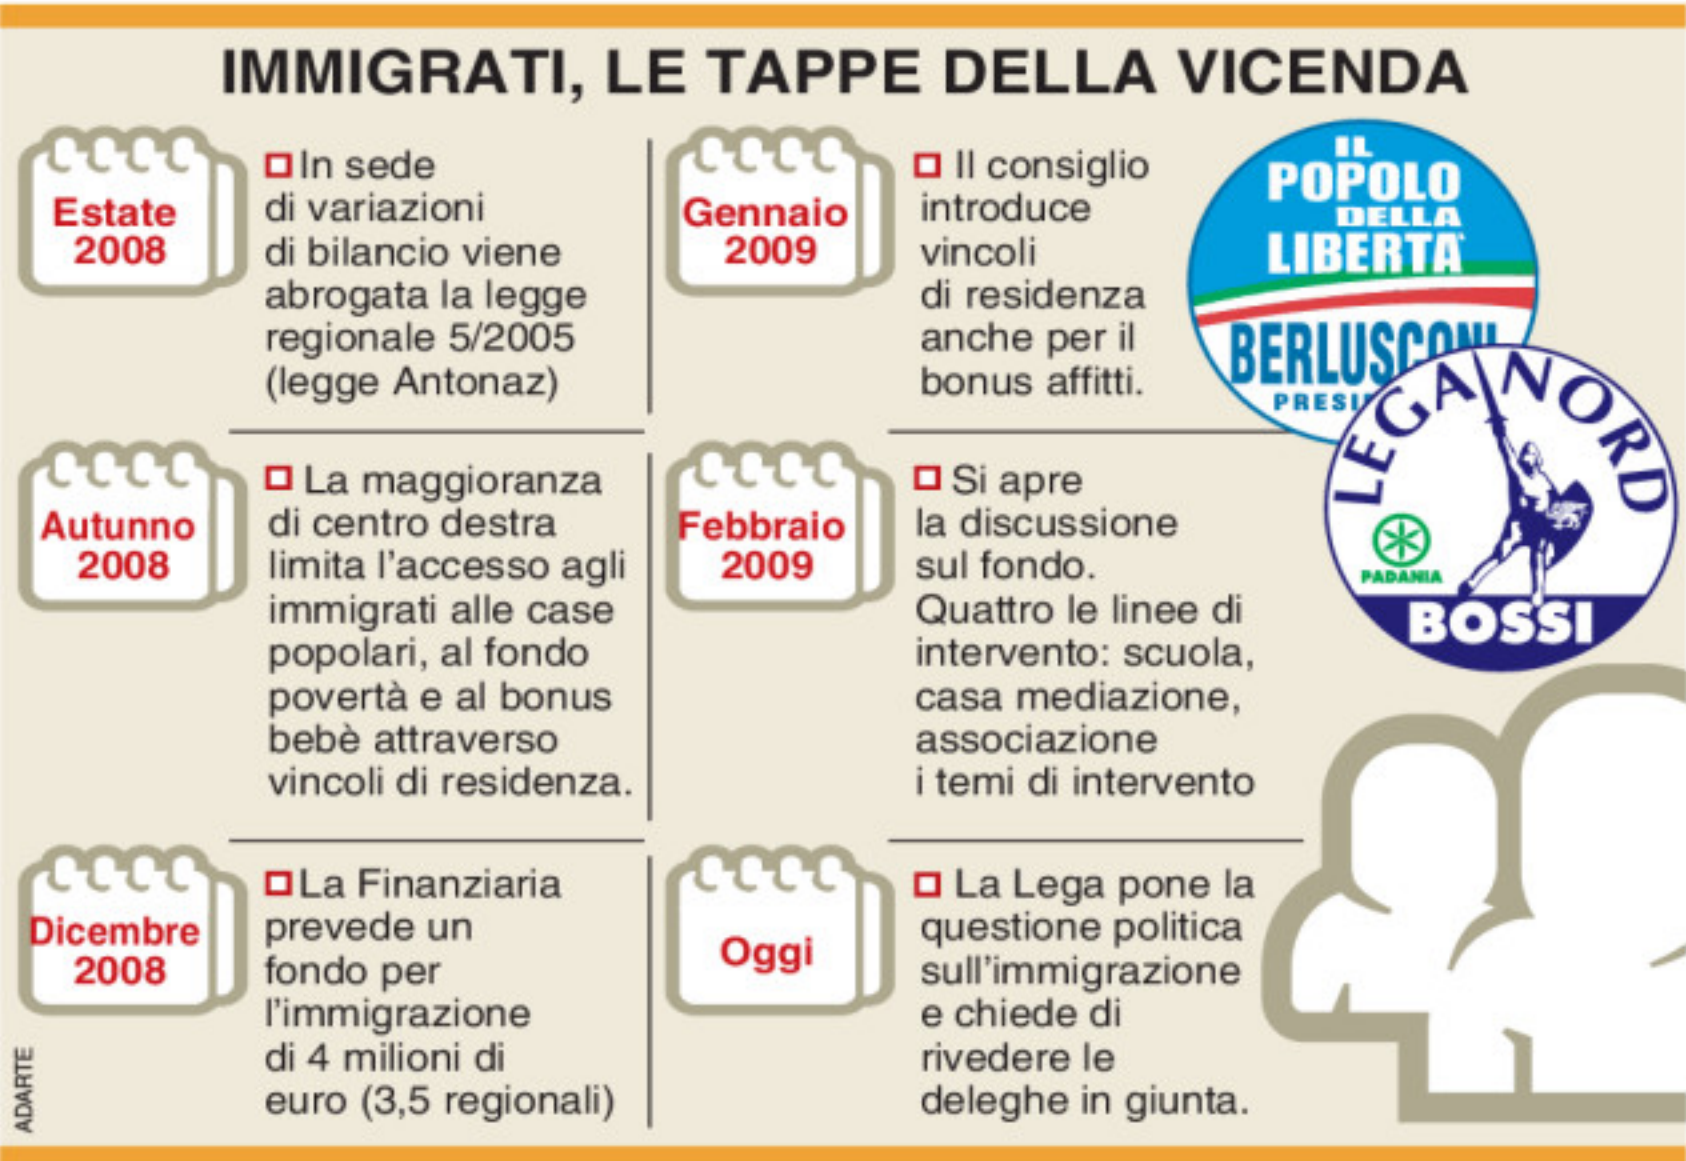 IMMIGRATI, LE TAPPE DELLA VICENDA
Estate
2008
In sede
di variazioni
di bilancio viene
abrogata la legge
regionale 5/2005
(legge Antonaz)
Autunno
2008
La maggioranza
di centro destra
limita l'accesso agli
immigrati alle case
popolari, al fondo
povertà e al bonus
bebè attraverso
vincoli di residenza.
Dicembre
2008
La Finanziaria
prevede un
fondo per
l'immigrazione
di 4 milioni di
euro (3,5 regionali)
Gennaio
2009
Il consiglio
introduce
vincoli
di residenza
anche per il
bonus affitti.
Febbraio
2009
Si apre
la discussione
sul fondo.
Quattro le linee di
intervento: scuola,
casa mediazione,
associazione
i temi di intervento
Oggi
La Lega pone la
questione politica
sull'immigrazione
e chiede di
rivedere le
deleghe in giunta.
IL
POPOLO
DELLA
LIBERTÀ
BERLUSCONI
PRESI
LEGA NORD
PADANIA
BOSSI
ADARTE